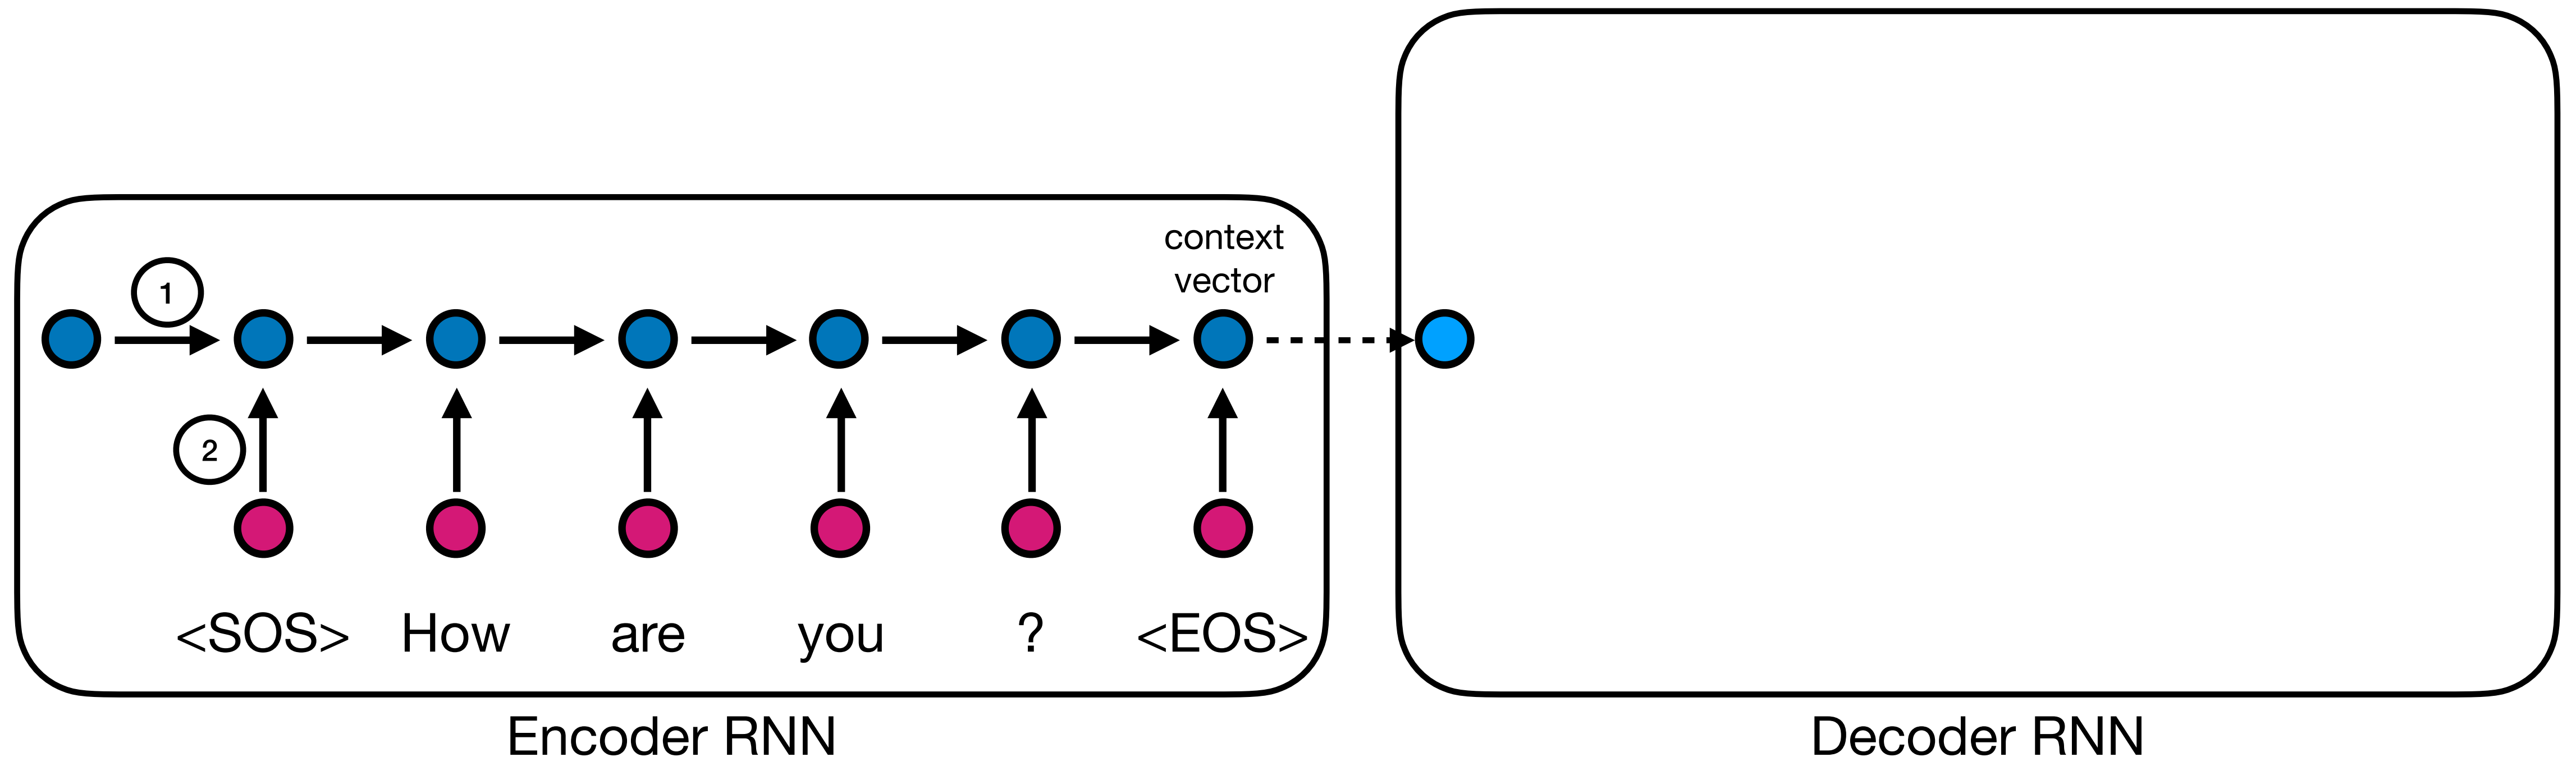 context
vector
1
2
<SOS> How are you ? <EOS>
Encoder RNN
Decoder RNN